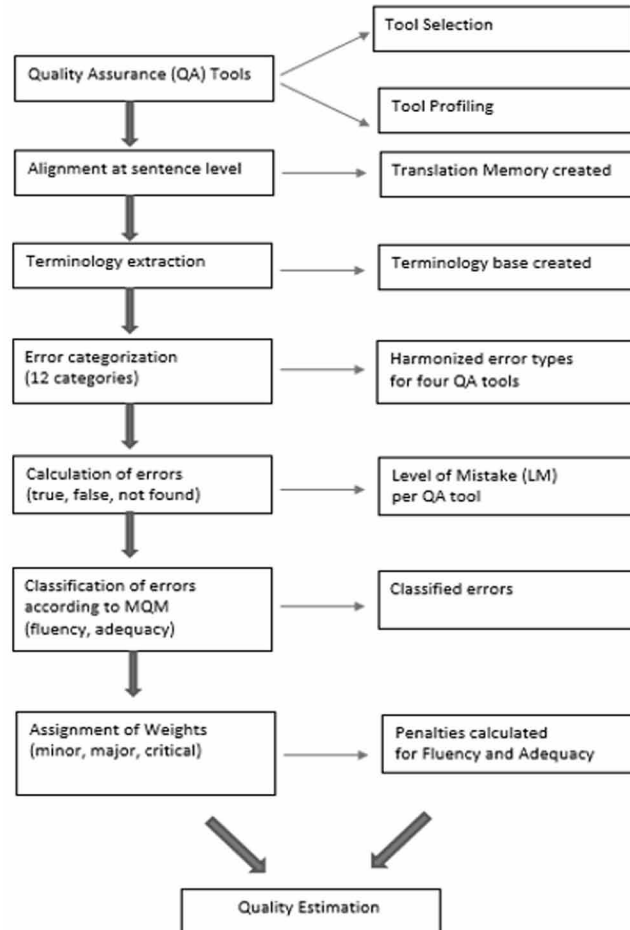 Tool Selection
Quality Assurance (QA) Tools
Tool Profiling
Alignment at sentence level
Translation Memory created
Terminology extraction
Terminology base created
Error categorization
(12 categories)
Harmonized error types
for four QA tools
Calculation of errors
(true, false, not found)
Level of Mistake (LM)
per QA tool
Classification of errors
according to MQM
(fluency, adequacy)
Classified errors
Assignment of Weights
(minor, major, critical)
Penalties calculated
for Fluency and Adequacy
Quality Estimation